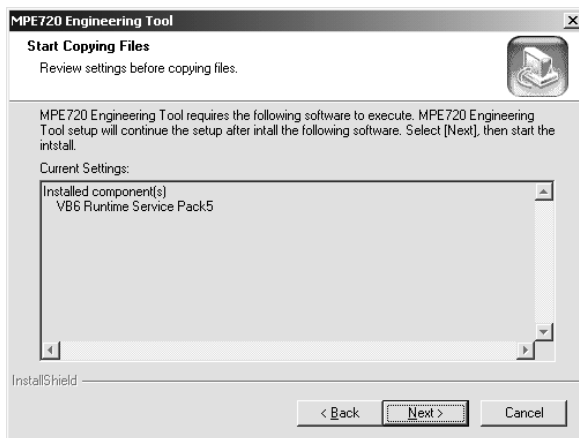 MPE720 Engineering Tool
Start Copying Files
Review settings before copying files.
MPE720 Engineering Tool requires the following software to execute. MPE720 Engineering
Tool setup will continue the setup after intall the following software. Select [Next], then start the
intstall.
Current Settings:
Installed component(s)
VB6 Runtime Service Pack5
InstallShield
< Back Next > Cancel